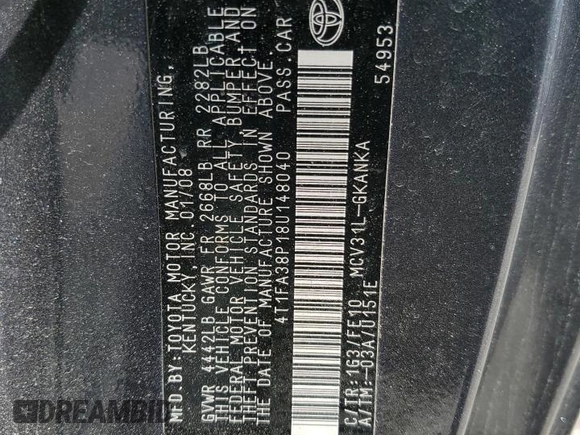 MFD BY:TOYOTA MOTOR MANUFACTURING,
KENTUCKY, INC. 01/08
GVWR 4442LB GAWR FR 2668LB RR 2282LB
THIS VEHICLE CONFORMS TO ALL APPLICABLE
FEDERAL MOTOR VEHICLE SAFETY, BUMPER AND
THEFT PREVENTION STANDARDS IN EFFECT ON
THE DATE OF MANUFACTURE SHOWN ABOVE.
4T1FA38P18U148040 PASS.CAR
C/TR: 1G3/FE10 MCV31L-GKANKA
A/TM:-03A/U151E
54953
DREAMBID